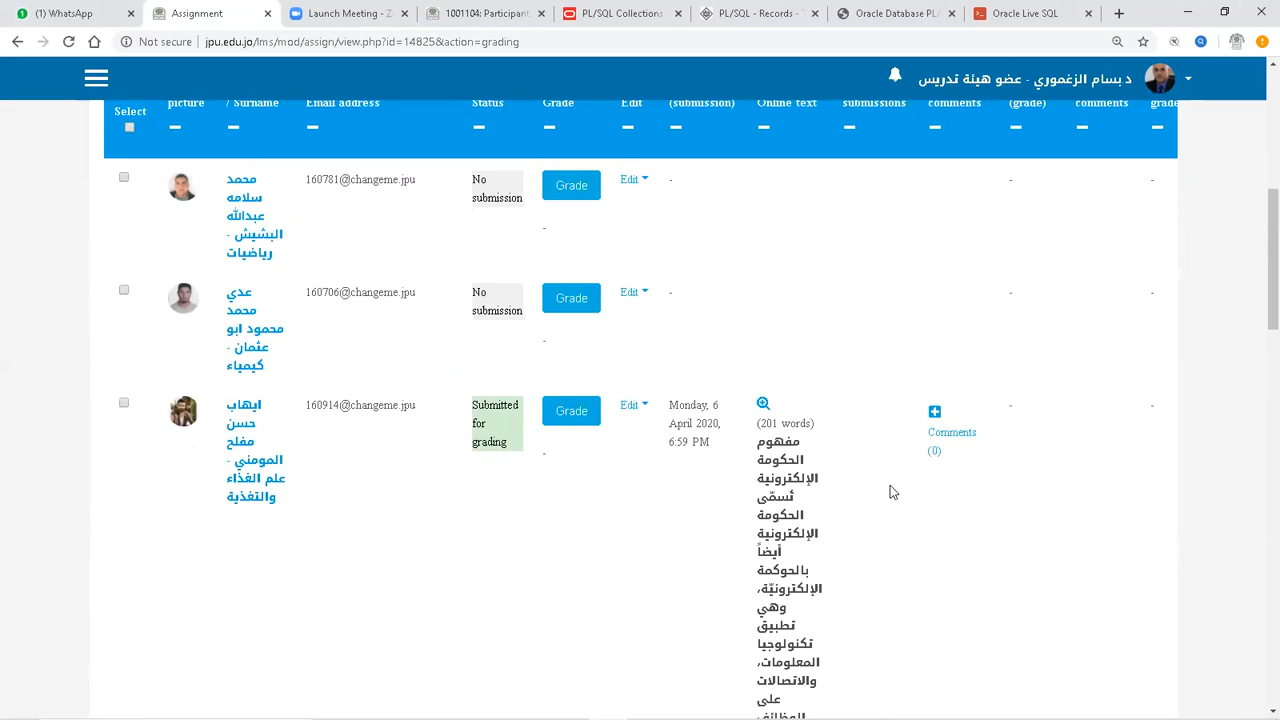 (1) WhatsApp
Assignment
Launch Meeting - Z
1501104: Participant
PL/SQL Collections
PL/SQL - Records -
Oracle Database PL/
Oracle Live SQL
Not secure | jpu.edu.jo/lms/mod/assign/view.php?id=14825&action=grading
د.بسام الزغموري - عضو هيئة تدريس
Select
picture
/ Surname
Email address
Status
Grade
Edit
(submission)
Online text
submissions
comments
(grade)
comments
grade
محمد
سلامه
عبدالله
البشيش -
رياضيات
160781@changeme.jpu
No
submission
Grade
-
Edit
-
-
-
عدي
محمد
محمود ابو
عثمان -
كيمياء
160706@changeme.jpu
No
submission
Grade
-
Edit
-
-
-
ايهاب
حسن
مفلح
المومني -
علم الغذاء
والتغذية
160914@changeme.jpu
Submitted
for
grading
Grade
-
Edit
Monday, 6
April 2020,
6:59 PM
(201 words)
مفهوم
الحكومة
الإلكترونية
تُسمّى
الحكومة
الإلكترونية
أيضاً
بالحوكمة
الإلكترونيّة،
وهي
تطبيق
تكنولوجيا
المعلومات،
والاتصالات
على
الوظائف
Comments
(0)
-
-